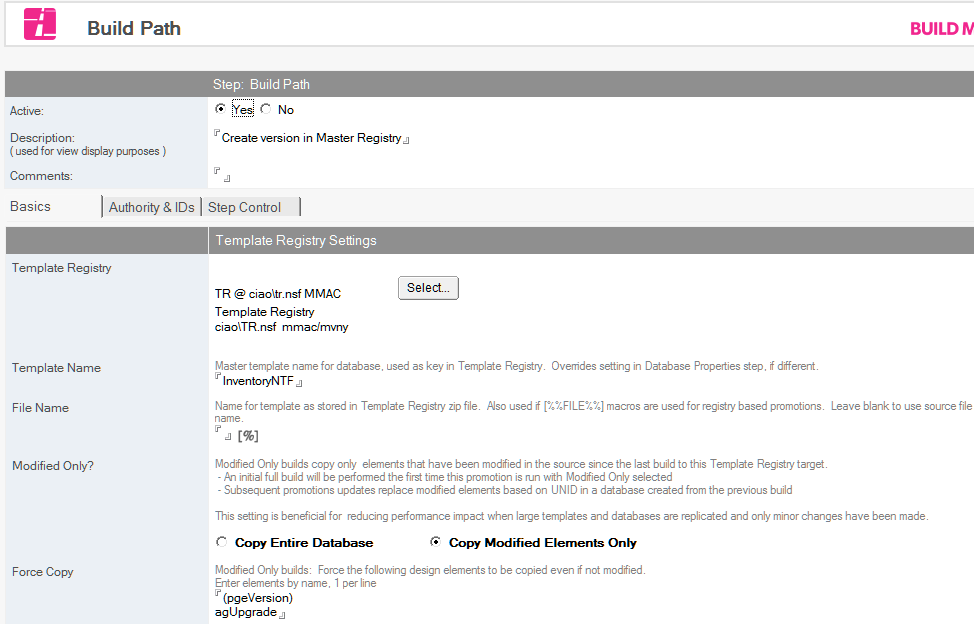 Build Path
BUILD M
Step: Build Path
Active:
Yes No
Description:
( used for view display purposes )
Create version in Master Registry
Comments:
Basics
Authority & IDs
Step Control
Template Registry Settings
Template Registry
TR @ ciao\tr.nsf MMAC
Select...
Template Registry
ciao\TR.nsf mmac/mvny
Template Name
Master template name for database, used as key in Template Registry. Overrides setting in Database Properties step, if different.
InventoryNTF
File Name
Name for template as stored in Template Registry zip file. Also used if [%%FILE%%] macros are used for registry based promotions. Leave blank to use source file
name.
[%]
Modified Only?
Modified Only builds copy only elements that have been modified in the source since the last build to this Template Registry target.
- An initial full build will be performed the first time this promotion is run with Modified Only selected
- Subsequent promotions updates replace modified elements based on UNID in a database created from the previous build
This setting is beneficial for reducing performance impact when large templates and databases are replicated and only minor changes have been made.
Copy Entire Database
Copy Modified Elements Only
Force Copy
Modified Only builds: Force the following design elements to be copied even if not modified.
Enter elements by name, 1 per line
(pgeVersion)
agUpgrade